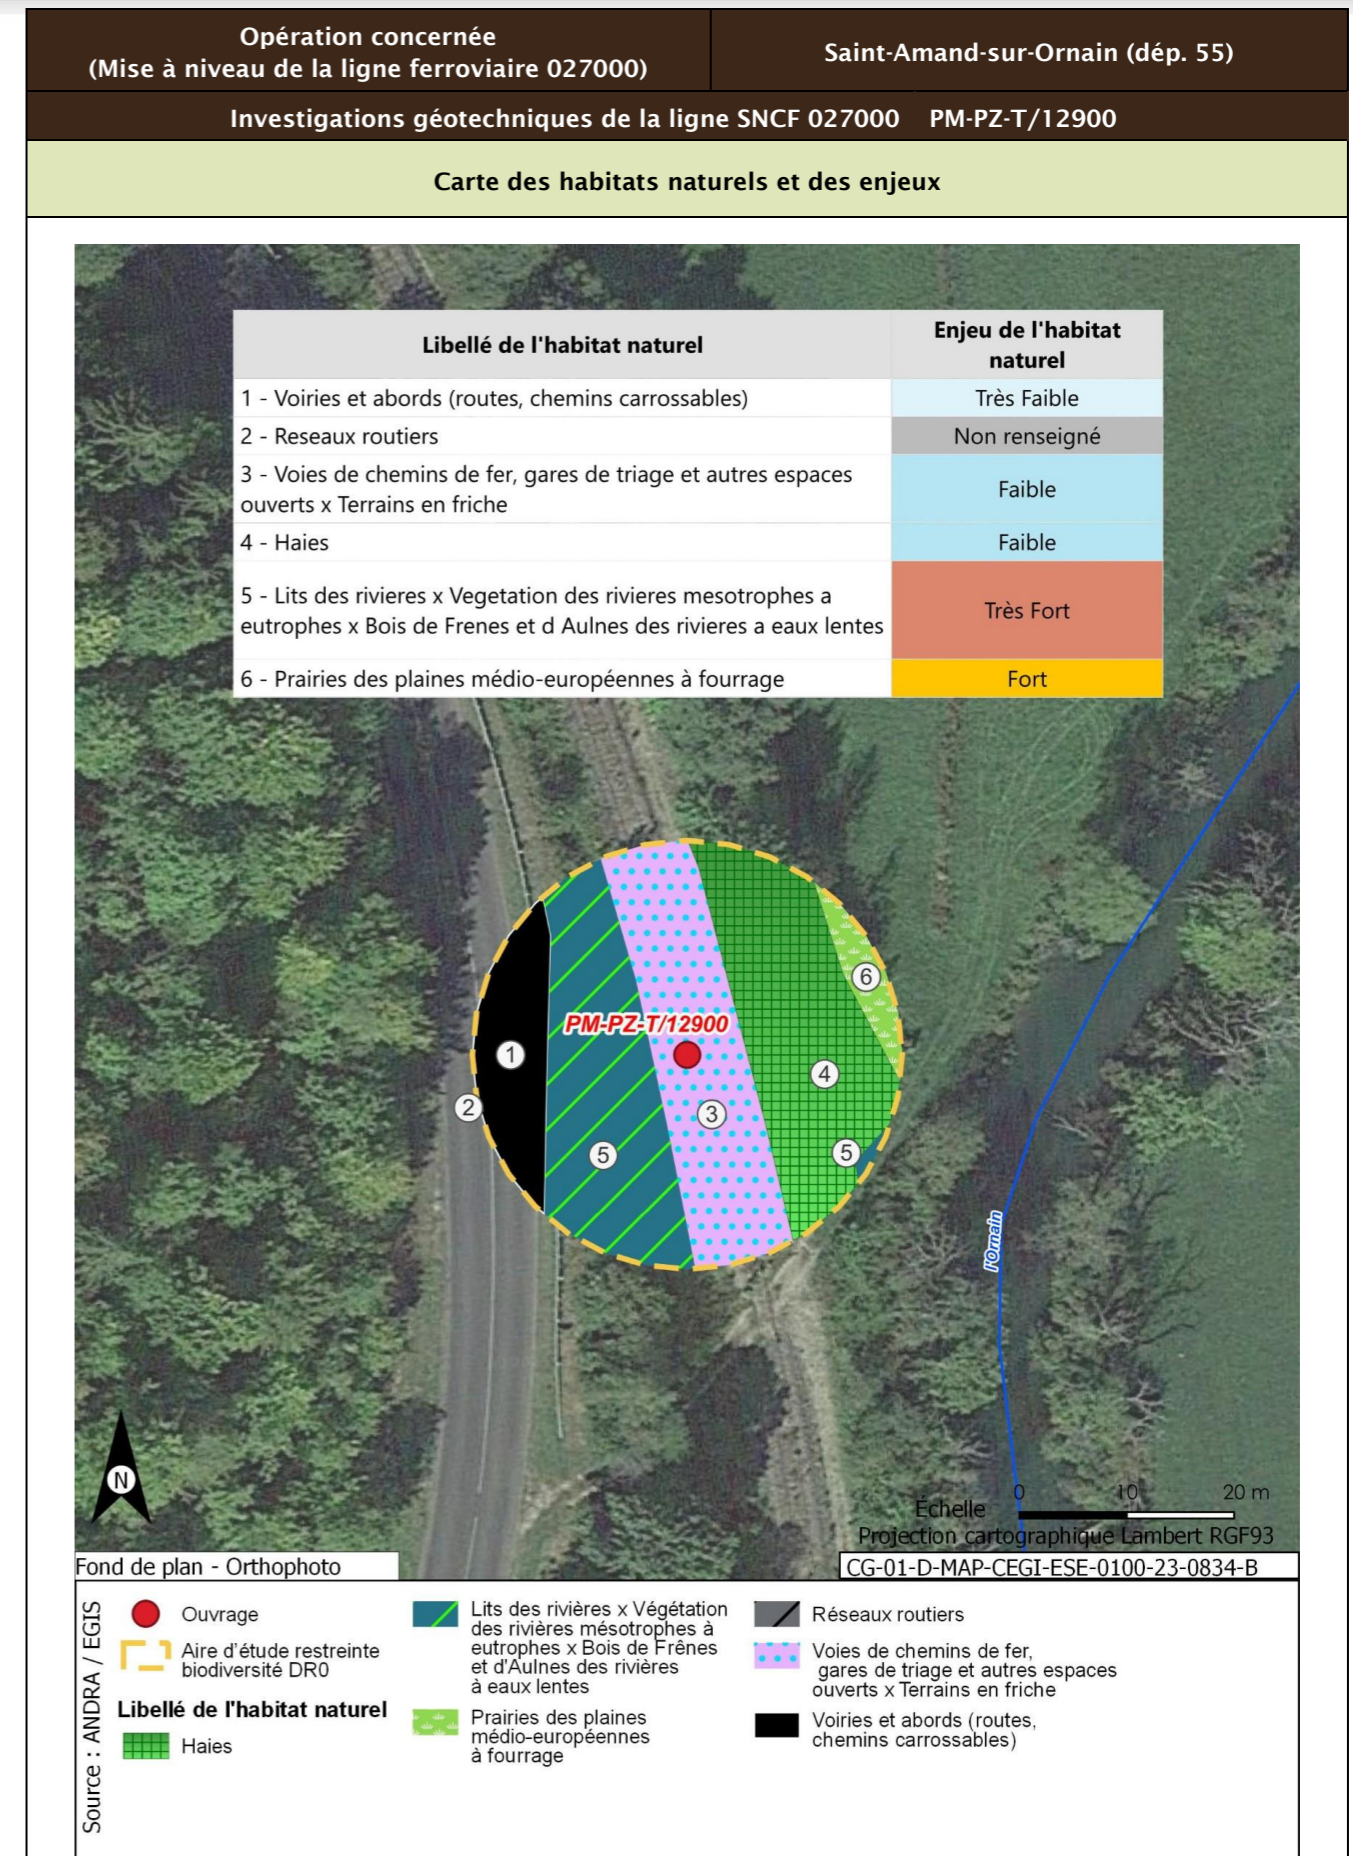 Opération concernée
(Mise à niveau de la ligne ferroviaire 027000)
Saint-Amand-sur-Ornain (dép. 55)
Investigations géotechniques de la ligne SNCF 027000 PM-PZ-T/12900
Carte des habitats naturels et des enjeux
Libellé de l'habitat naturel
Enjeu de l'habitat
naturel
1 - Voiries et abords (routes, chemins carrossables)
Très Faible
2 - Reseaux routiers
Non renseigné
3 - Voies de chemins de fer, gares de triage et autres espaces
ouverts x Terrains en friche
Faible
4 - Haies
Faible
5 - Lits des rivieres x Vegetation des rivieres mesotrophes a
eutrophes x Bois de Frenes et d Aulnes des rivieres a eaux lentes
Très Fort
6 - Prairies des plaines médio-européennes à fourrage
Fort
6
PM-PZ-T/12900
1
4
2
3
5
5
l'Ornain
N
0 10 20 m
Échelle
Projection cartographique Lambert RGF93
Fond de plan - Orthophoto
CG-01-D-MAP-CEGI-ESE-0100-23-0834-B
Source : ANDRA / EGIS
Ouvrage
Aire d'étude restreinte
biodiversité DR0
Libellé de l'habitat naturel
Haies
Lits des rivières x Végétation
des rivières mésotrophes à
eutrophes x Bois de Frênes
et d'Aulnes des rivières
à eaux lentes
Prairies des plaines
médio-européennes
à fourrage
Réseaux routiers
Voies de chemins de fer,
gares de triage et autres espaces
ouverts x Terrains en friche
Voiries et abords (routes,
chemins carrossables)